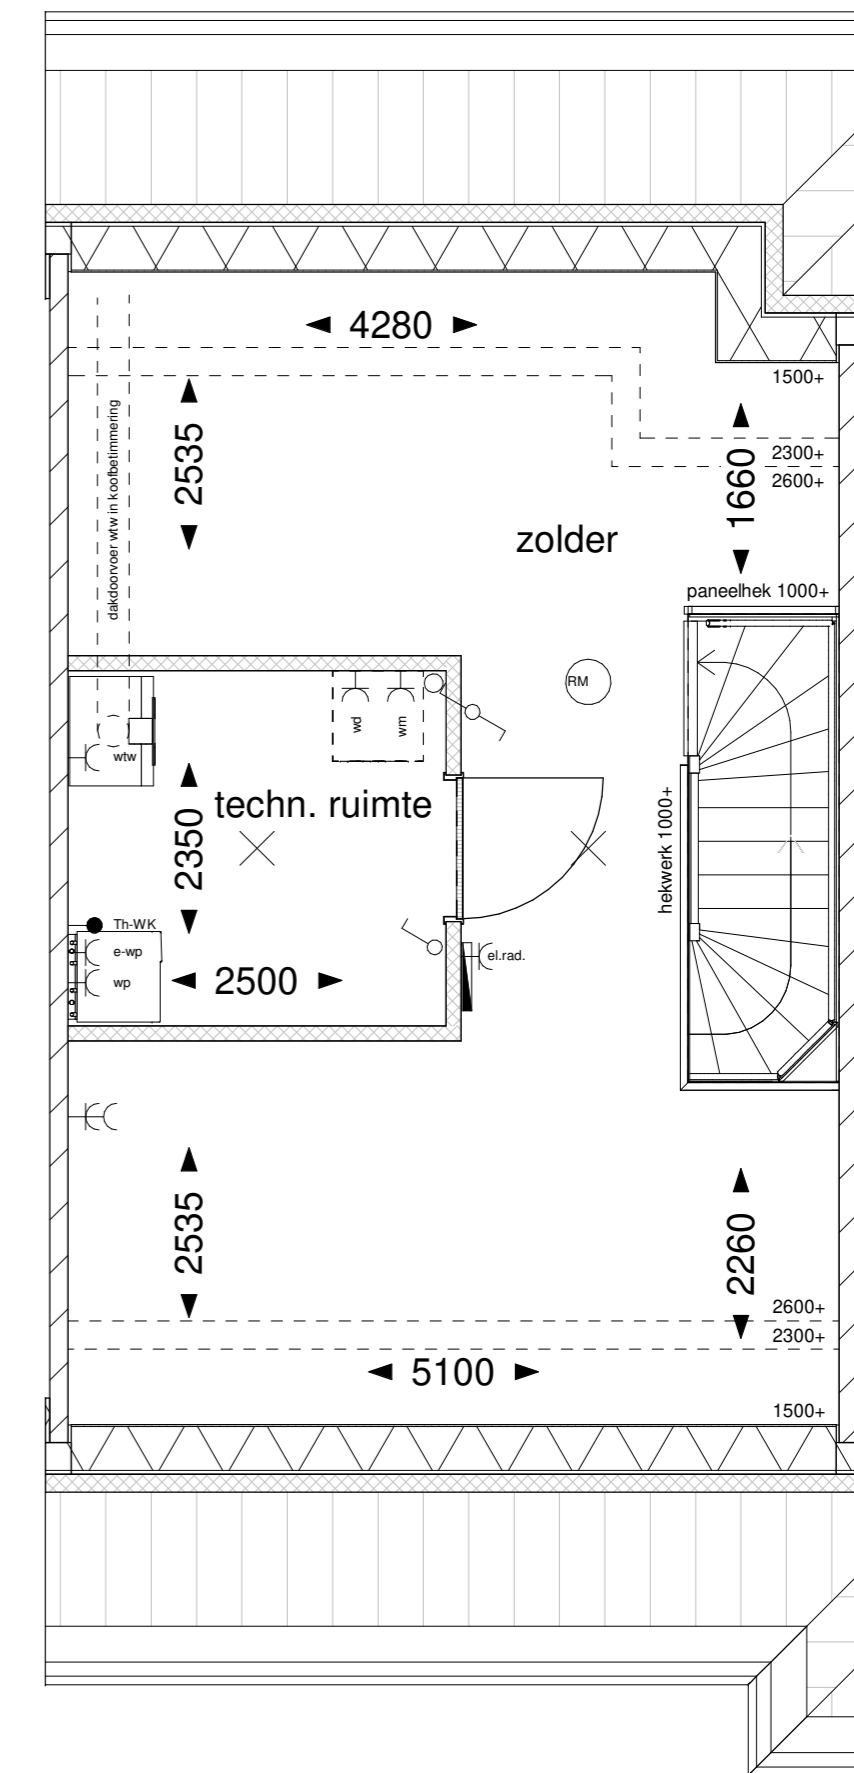 4280
1500+
dakdoorvoer wtw in koofbetimmering
2535
1660
2300+
2600+
zolder
paneelhek 1000+
RM
wd
wm
wtw
techn. ruimte
2350
hekwerk 1000+
Th-WK
e-wp
el.rad.
wp
2500
2535
2260
2600+
2300+
5100
1500+